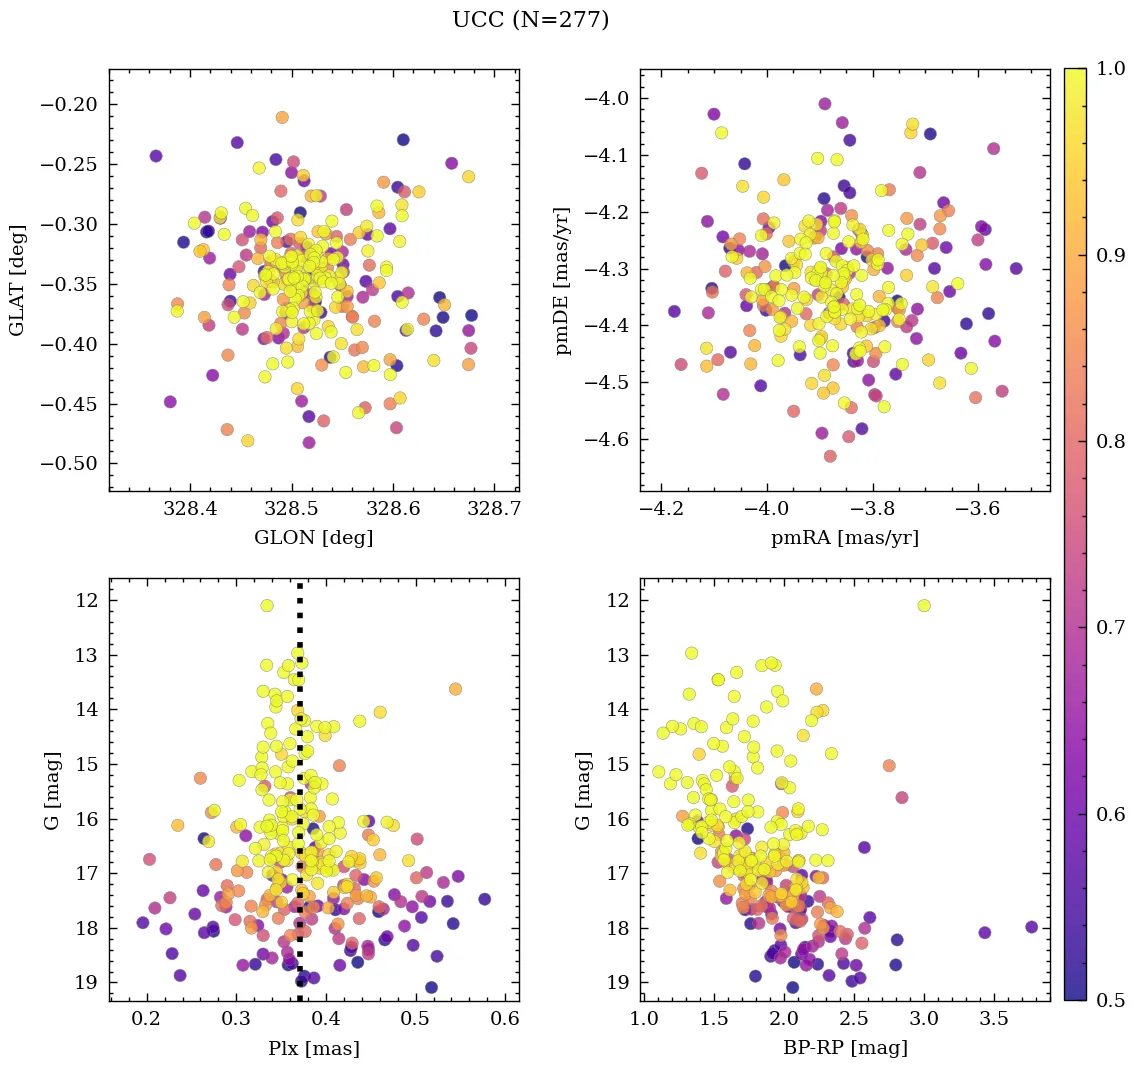 UCC (N=277)
−0.20
−0.25
−0.30
−0.35
−0.40
−0.45
−0.50
GLAT [deg]
328.4 328.5 328.6 328.7
GLON [deg]
−4.0
−4.1
−4.2
−4.3
−4.4
−4.5
−4.6
pmDE [mas/yr]
−4.2 −4.0 −3.8 −3.6
pmRA [mas/yr]
12
13
14
15
16
17
18
19
G [mag]
0.2 0.3 0.4 0.5 0.6
Plx [mas]
12
13
14
15
16
17
18
19
G [mag]
1.0 1.5 2.0 2.5 3.0 3.5
BP-RP [mag]
1.0
0.9
0.8
0.7
0.6
0.5